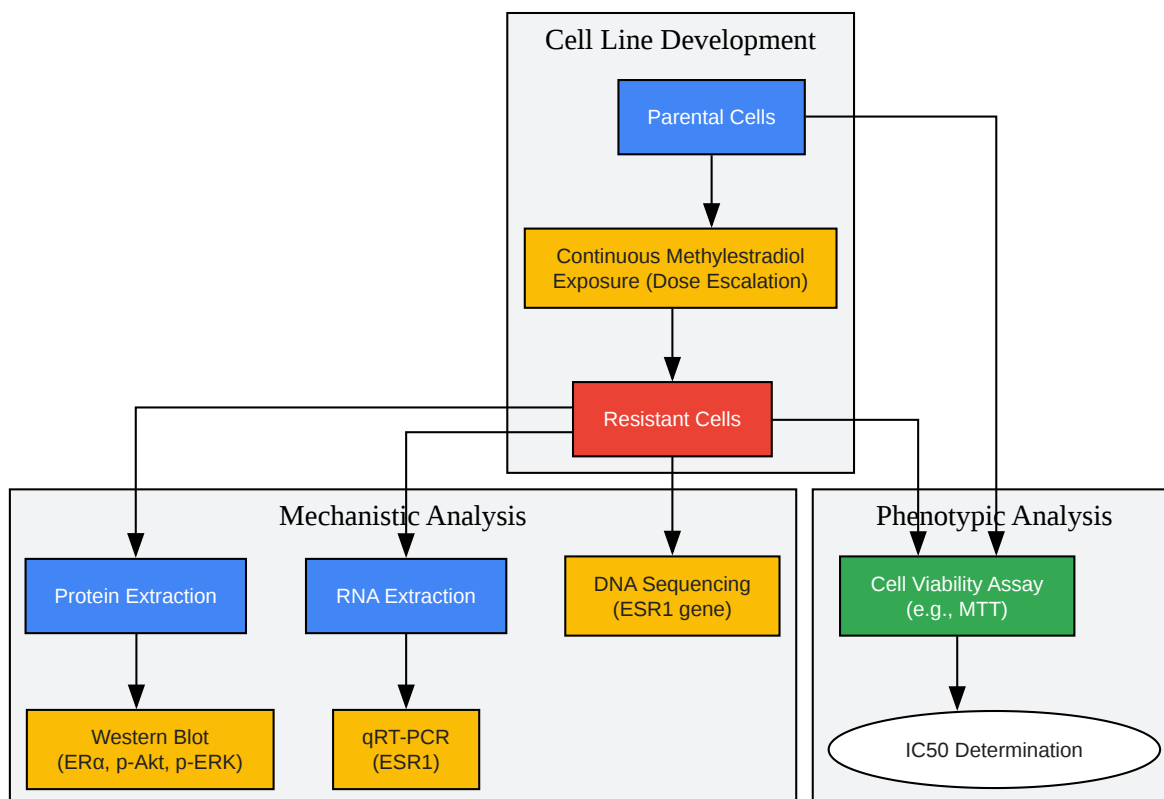 Cell Line Development
Parental Cells
Continuous Methylestradiol
Exposure (Dose Escalation)
Resistant Cells
Mechanistic Analysis
Protein Extraction
RNA Extraction
DNA Sequencing
(ESR1 gene)
Western Blot
(ERα, p-Akt, p-ERK)
qRT-PCR
(ESR1)
Phenotypic Analysis
Cell Viability Assay
(e.g., MTT)
IC50 Determination